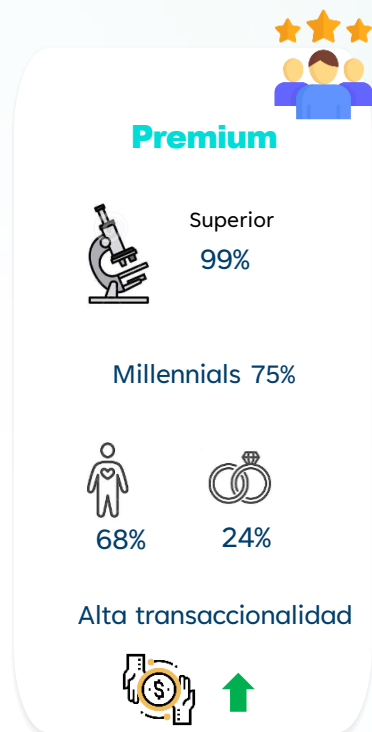 Premium
Superior
99%
Millennials 75%
68% 24%
Alta transaccionalidad
$